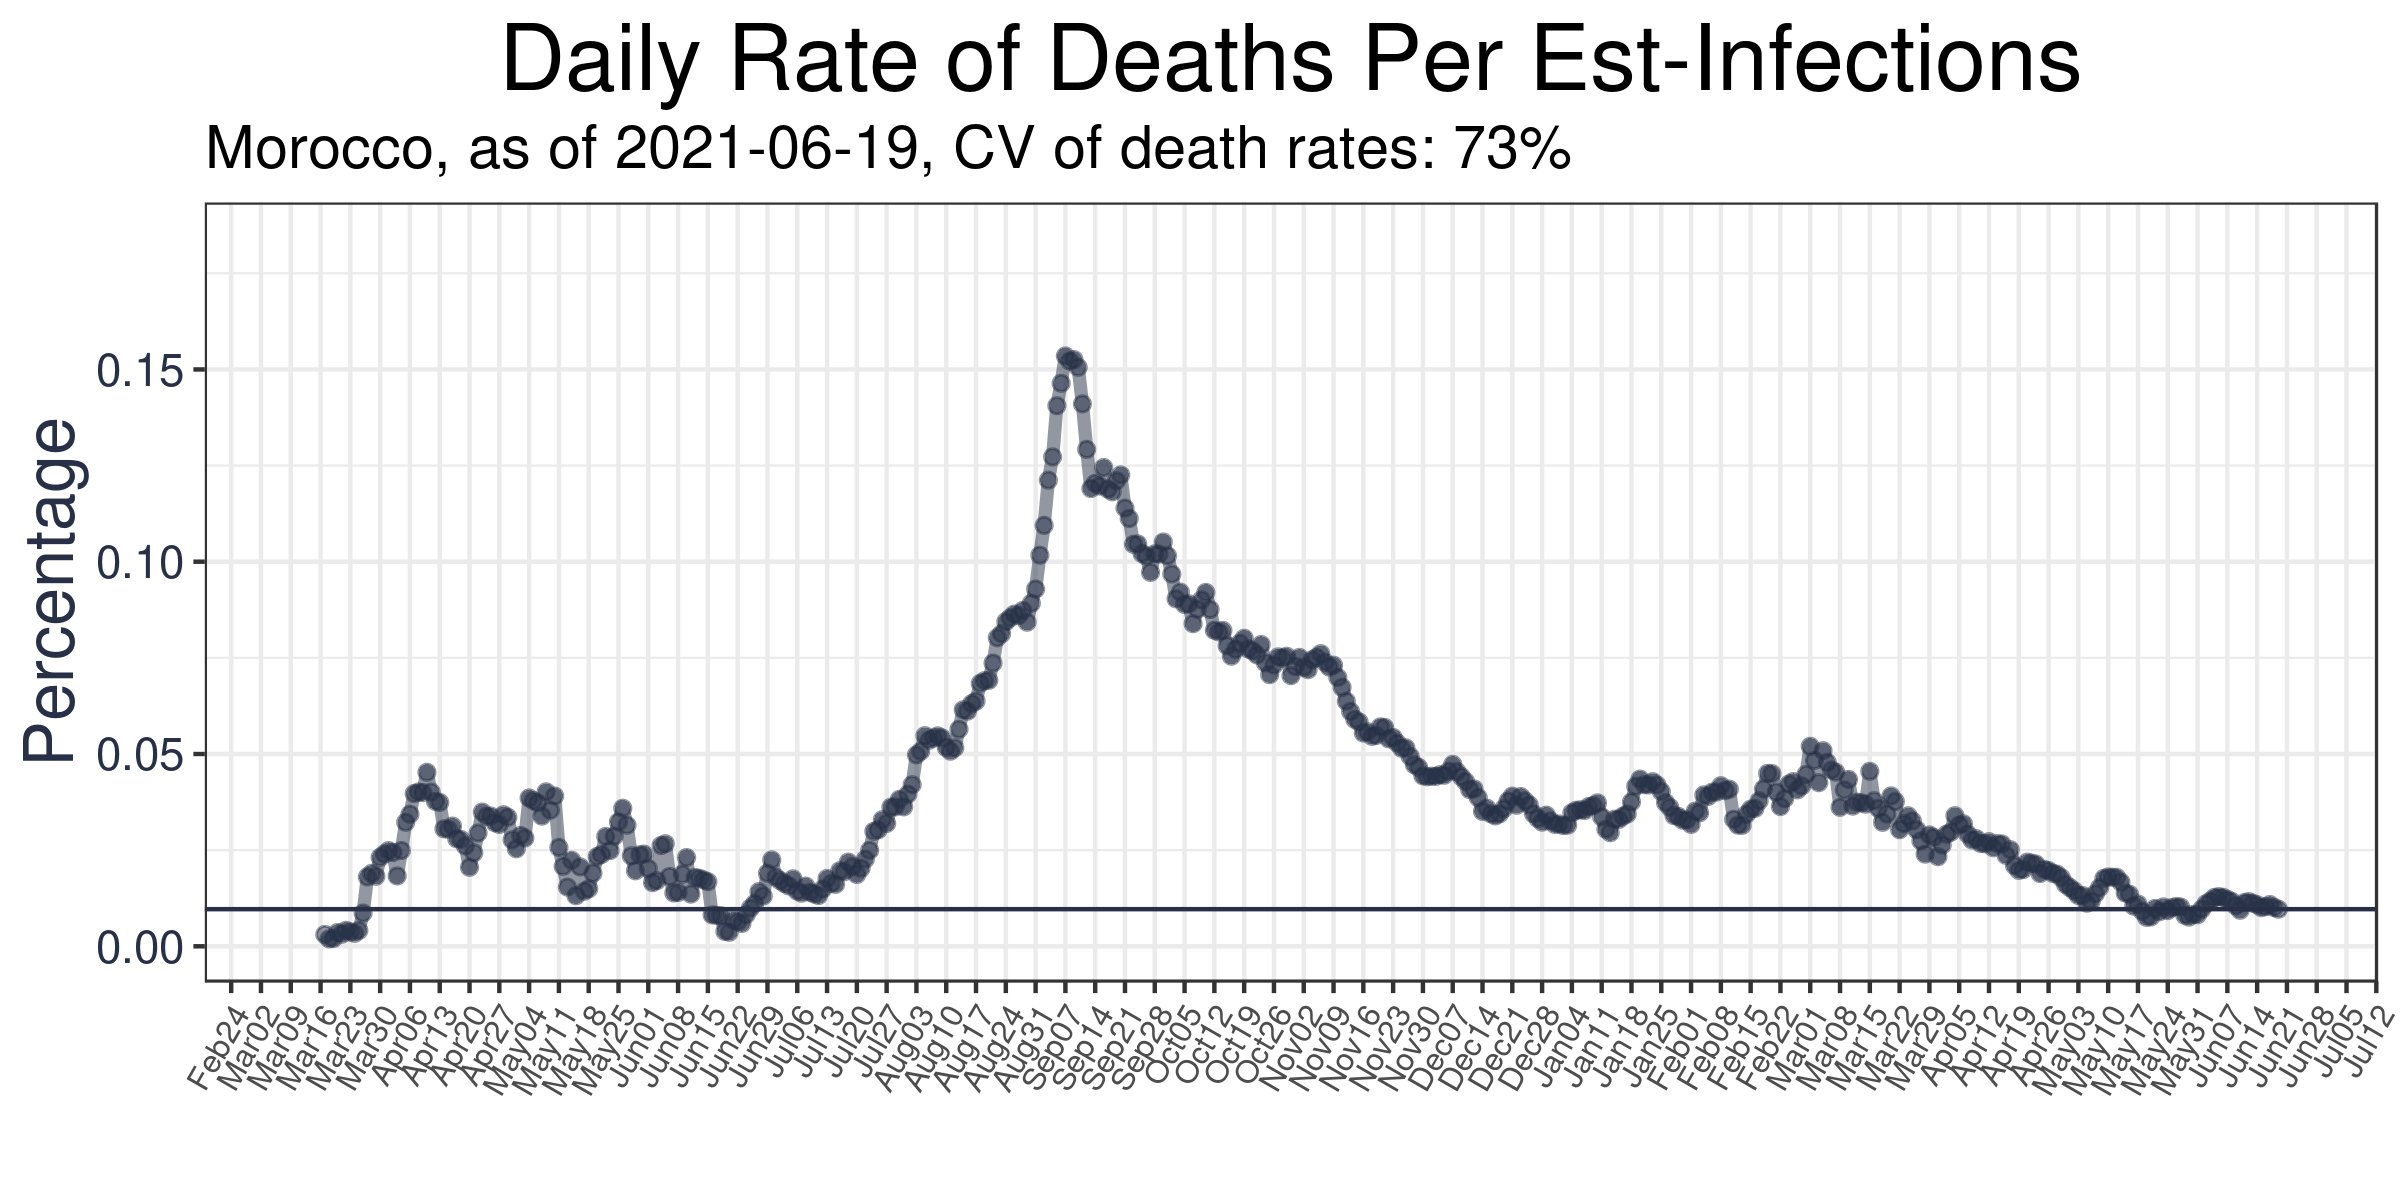 Daily Rate of Deaths Per Est-Infections
Morocco, as of 2021-06-19, CV of death rates: 73%
Percentage
0.15
0.10
0.05
0.00
Feb24
Mar02
Mar09
Mar16
Mar23
Mar30
Apr06
Apr13
Apr20
Apr27
May04
May11
May18
May25
Jun01
Jun08
Jun15
Jun22
Jun29
Jul06
Jul13
Jul20
Jul27
Aug03
Aug10
Aug17
Aug24
Aug31
Sep07
Sep14
Sep21
Sep28
Oct05
Oct12
Oct19
Oct26
Nov02
Nov09
Nov16
Nov23
Nov30
Dec07
Dec14
Dec21
Dec28
Jan04
Jan11
Jan18
Jan25
Feb01
Feb08
Feb15
Feb22
Mar01
Mar08
Mar15
Mar22
Mar29
Apr05
Apr12
Apr19
Apr26
May03
May10
May17
May24
May31
Jun07
Jun14
Jun21
Jun28
Jul05
Jul12